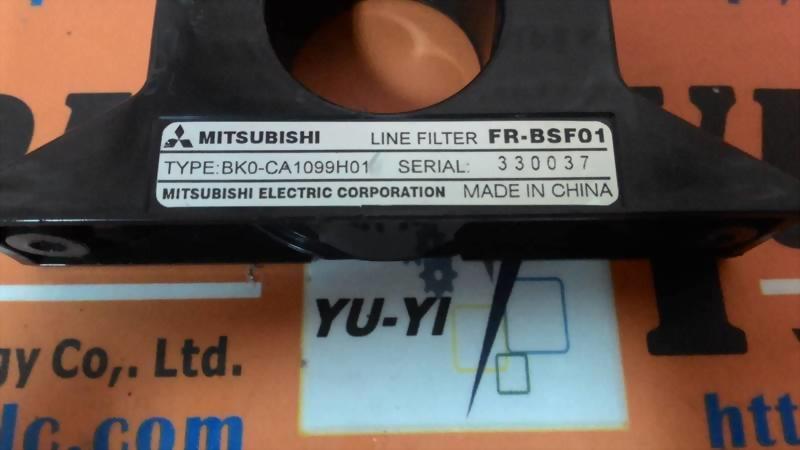 MITSUBISHI LINE FILTER FR-BSF01
TYPE:BK0-CA1099H01 SERIAL: 330037
MITSUBISHI ELECTRIC CORPORATION MADE IN CHINA
YU-YI
gy Co,. Ltd.
lc.com
htt